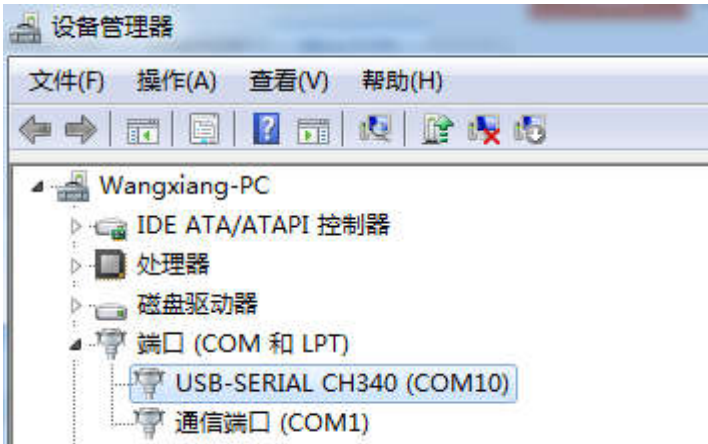 设备管理器
文件(F) 操作(A) 查看(V) 帮助(H)
Wangxiang-PC
IDE ATA/ATAPI 控制器
处理器
磁盘驱动器
端口 (COM 和 LPT)
USB-SERIAL CH340 (COM10)
通信端口 (COM1)